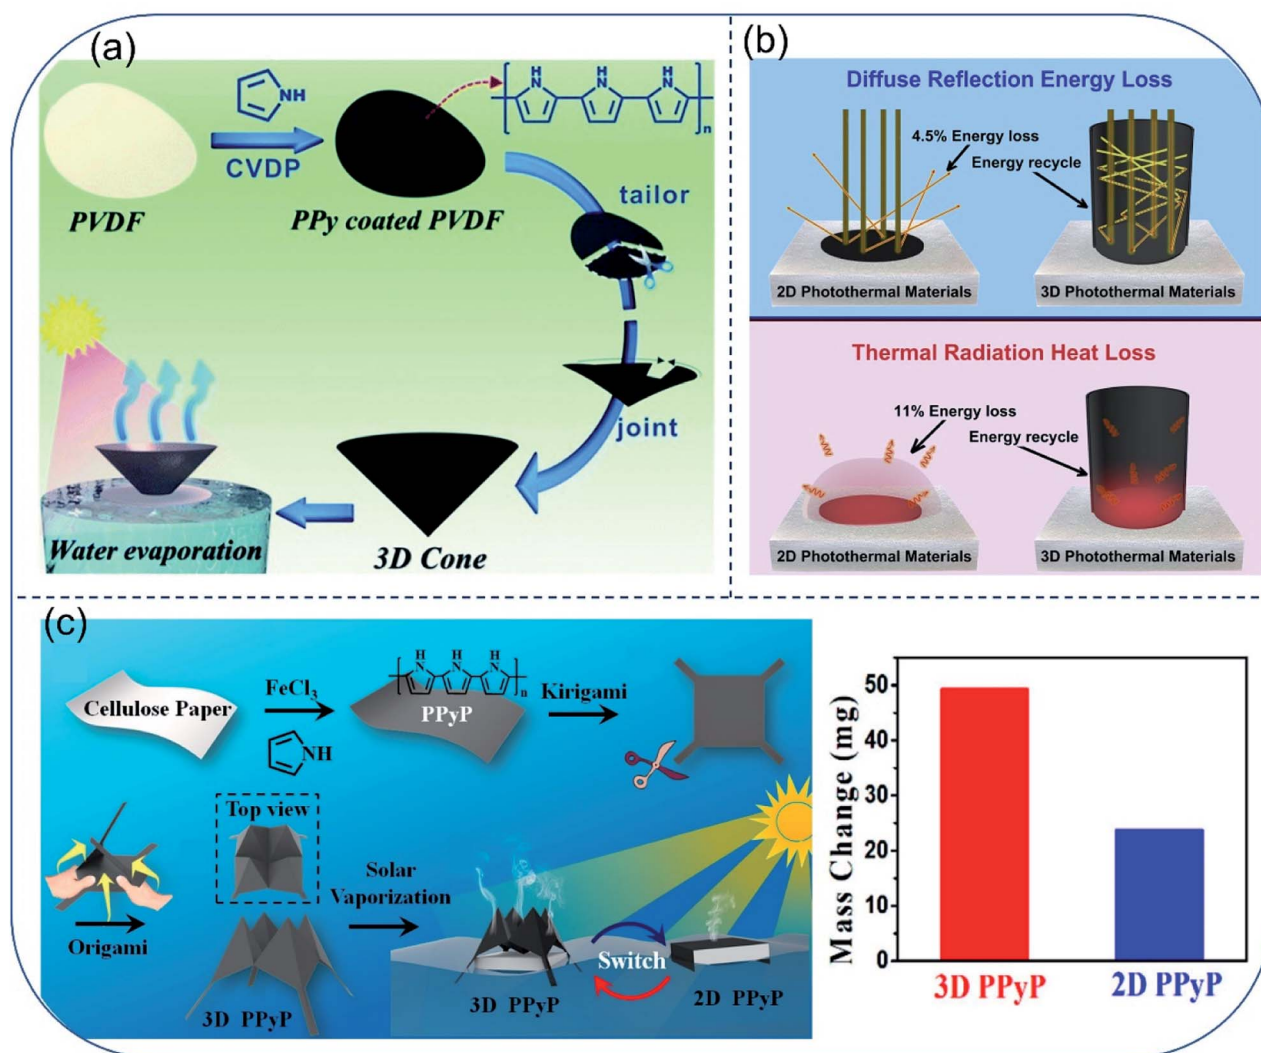 (a)
NH
CVDP
H
N
H
N
H
N
n
PVDF
PPy coated PVDF
tailor
joint
Water evaporation
3D Cone
(b)
Diffuse Reflection Energy Loss
4.5% Energy loss
Energy recycle
2D Photothermal Materials
3D Photothermal Materials
Thermal Radiation Heat Loss
11% Energy loss
Energy recycle
2D Photothermal Materials
3D Photothermal Materials
(c)
Cellulose Paper
FeCl3
NH
H
N
H
N
H
N
n
PPyP
Kirigami
Top view
Origami
3D PPyP
Solar
Vaporization
Switch
3D PPyP
2D PPyP
Mass Change (mg)
50
40
30
20
10
0
3D PPyP
2D PPyP